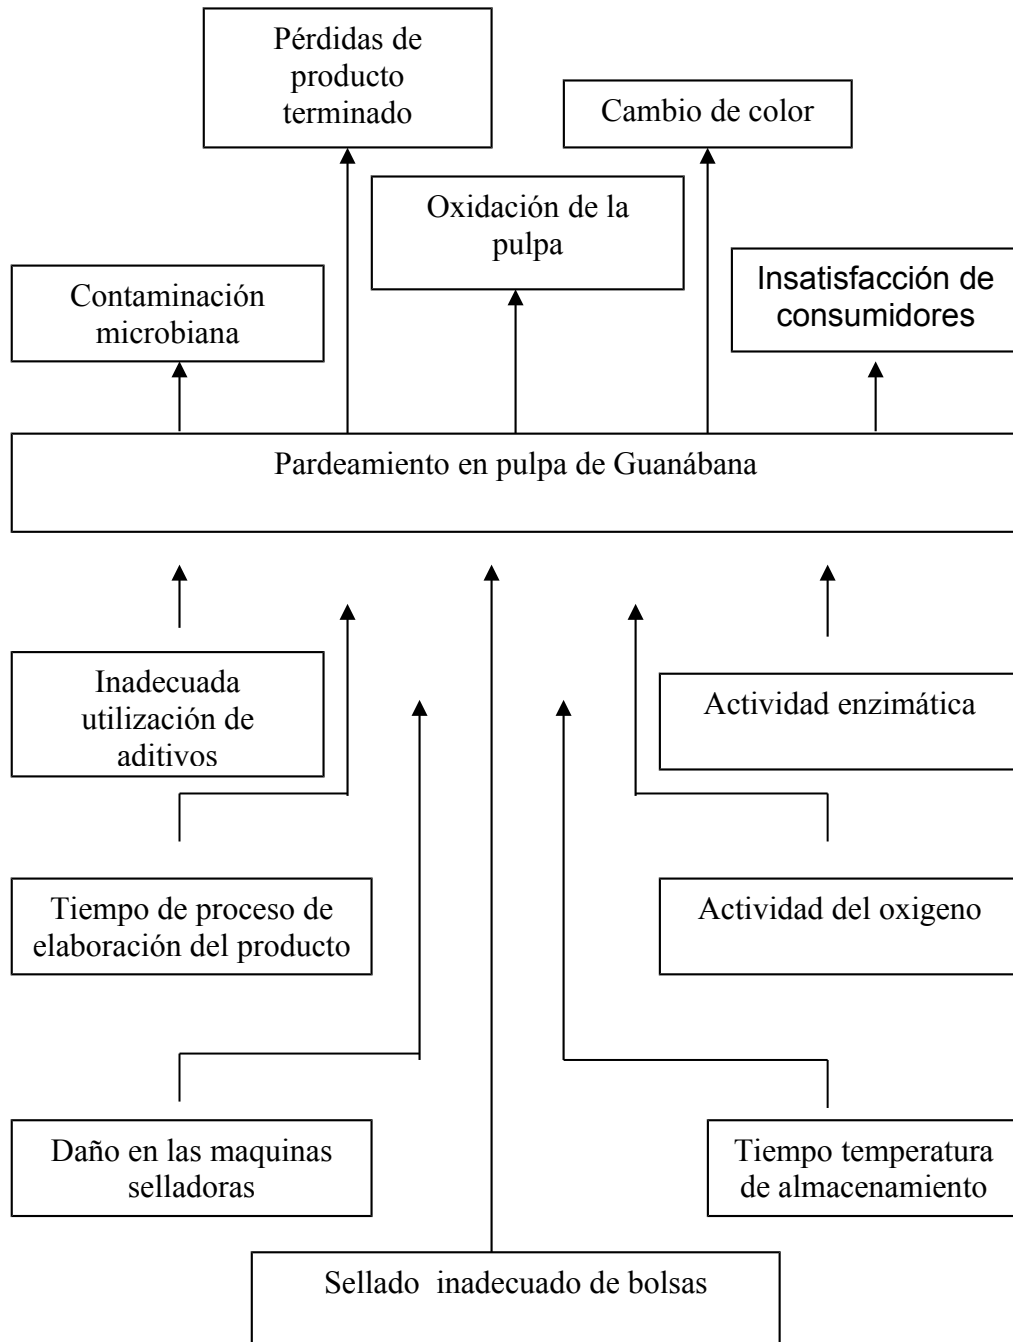 Pérdidas de
producto
terminado
Cambio de color
Oxidación de la
pulpa
Insatisfacción de
consumidores
Contaminación
microbiana
Pardeamiento en pulpa de Guanábana
Inadecuada
utilización de
aditivos
Actividad enzimática
Tiempo de proceso de
elaboración del producto
Actividad del oxigeno
Daño en las maquinas
selladoras
Tiempo temperatura
de almacenamiento
Sellado inadecuado de bolsas